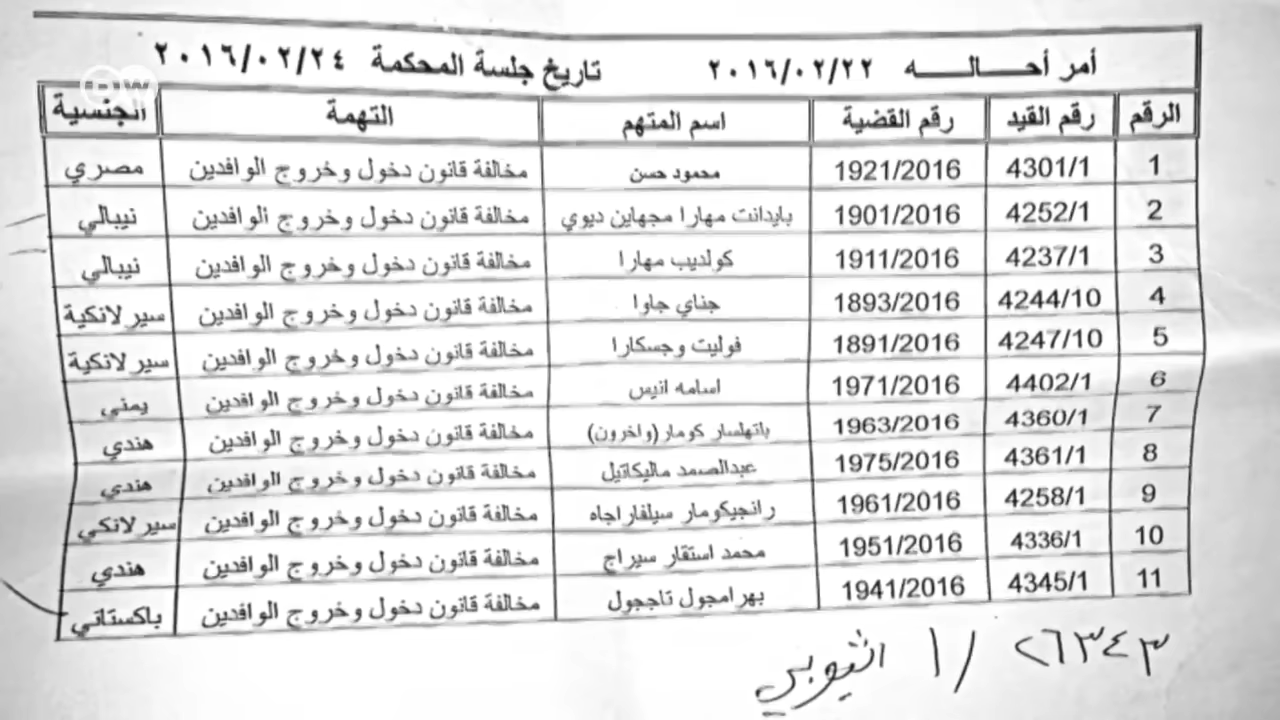 أمر أحـــالـــــه ٢٠١٦/٠٢/٢٢ تاريخ جلسة المحكمة ٢٠١٦/٠٢/٢٤
الرقم رقم القيد رقم القضية اسم المتهم التهمة الجنسية
1 4301/1 1921/2016 محمود حسن مخالفة قانون دخول وخروج الوافدين مصري
2 4252/1 1901/2016 بايدانت مهارا مجهاين ديوي مخالفة قانون دخول وخروج الوافدين نيبالي
3 4237/1 1911/2016 كولديب مهارا مخالفة قانون دخول وخروج الوافدين نيبالي
4 4244/10 1893/2016 جناي جاوا مخالفة قانون دخول وخروج الوافدين سيرلانكية
5 4247/10 1891/2016 فوليت وجسكارا مخالفة قانون دخول وخروج الوافدين سيرلانكية
6 4402/1 1971/2016 اسامه انيس مخالفة قانون دخول وخروج الوافدين يمني
7 4360/1 1963/2016 باتهلسار كومار (واخرون) مخالفة قانون دخول وخروج الوافدين هندي
8 4361/1 1975/2016 عبدالصمد ماليكاتيل مخالفة قانون دخول وخروج الوافدين هندي
9 4258/1 1961/2016 رانجيكومار سيلفاراجاه مخالفة قانون دخول وخروج الوافدين سيرلانكي
10 4336/1 1951/2016 محمد استقار سيراج مخالفة قانون دخول وخروج الوافدين هندي
11 4345/1 1941/2016 بهرامجول تاججول مخالفة قانون دخول وخروج الوافدين باكستاني
٢٦٣٤٣ / ١ اثيوبي
DW